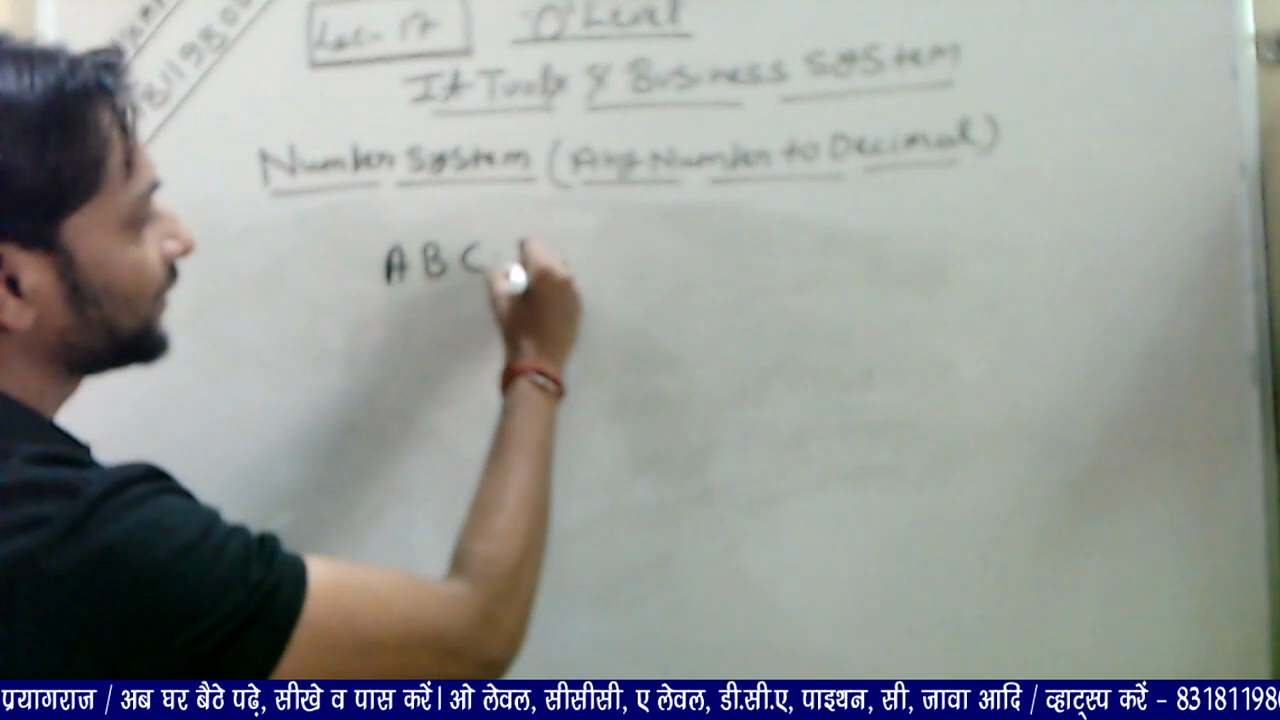 Lec-17
O'Level
It Tools & Business System
Number System (Any Number to Decimal)
A B C
प्रयागराज / अब घर बैठे पढ़े, सीखे व पास करें। ओ लेवल, सीसीसी, ए लेवल, डी.सी.ए, पाइथन, सी, जावा आदि / व्हाट्स्प करें - 83181198